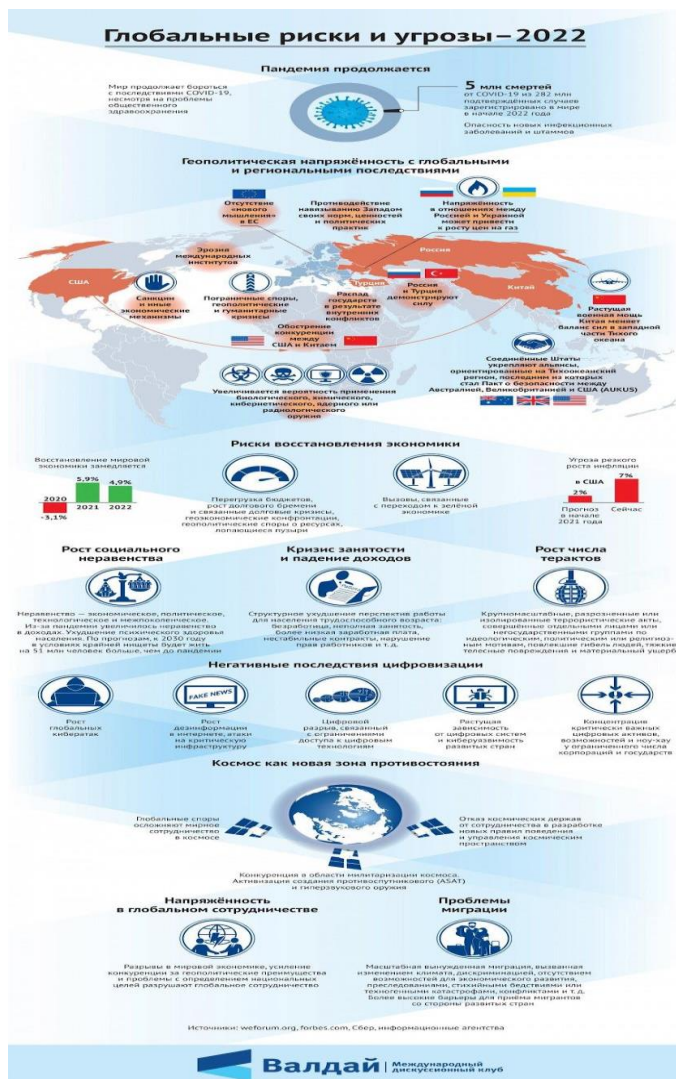 Глобальные риски и угрозы – 2022
Пандемия продолжается
Мир продолжает бороться
с последствиями COVID-19,
несмотря на проблемы
общественного
здравоохранения
5 млн смертей
от COVID-19 из 282 млн
подтверждённых случаев
зарегистрировано в мире
в начале 2022 года
Опасность новых инфекционных
заболеваний и штаммов
Геополитическая напряжённость с глобальными
и региональными последствиями
Отсутствие
«нового
мышления»
в ЕС
Противодействие
навязыванию Западом
своих норм, ценностей
и политических
практик
Напряжённость
в отношениях между
Россией и Украиной
может привести
к росту цен на газ
Эрозия
международных
институтов
Россия
США
Турция
Китай
Санкции
и иные
экономические
механизмы
Пограничные споры,
геополитические
и гуманитарные
кризисы
Распад
государств
в результате
внутренних
конфликтов
Россия
и Турция
демонстрируют
силу
Растущая
военная мощь
Китая меняет
баланс сил в западной
части Тихого
океана
Обострение
конкуренции
между
США и Китаем
Соединённые Штаты
укрепляют альянсы,
ориентированные на Тихоокеанский
регион, последним из которых
стал Пакт о безопасности между
Австралией, Великобританией и США (AUKUS)
Увеличивается вероятность применения
биологического, химического,
кибернетического, ядерного или
радиологического
оружия
Риски восстановления экономики
Восстановление мировой
экономики замедляется
2020
-3,1%
5,9%
2021
4,9%
2022
Перегрузка бюджетов,
рост долгового бремени
и связанные долговые кризисы,
геоэкономические конфронтации,
геополитические споры о ресурсах,
лопающиеся пузыри
Вызовы, связанные
с переходом к зелёной
экономике
Угроза резкого
роста инфляции
в США
2%
7%
Прогноз
в начале
2021 года
Сейчас
Рост социального
неравенства
Неравенство — экономическое, политическое,
технологическое и межпоколенческое.
Из-за пандемии увеличилось неравенство
в доходах. Ухудшение психического здоровья
населения. По прогнозам, к 2030 году
в условиях крайней нищеты будет жить
на 51 млн человек больше, чем до пандемии
Кризис занятости
и падение доходов
Структурное ухудшение перспектив работы
для населения трудоспособного возраста:
безработица, неполная занятость,
более низкая заработная плата,
нестабильные контракты, нарушение
прав работников и т. д.
Рост числа
терактов
Крупномасштабные, разрозненные или
изолированные террористические акты,
совершённые отдельными лицами или
негосударственными группами по
идеологическим, политическим или религиоз-
ным мотивам, повлекшие гибель людей, тяжкие
телесные повреждения и материальный ущерб
Негативные последствия цифровизации
Рост
глобальных
кибератак
FAKE NEWS
Рост
дезинформации
в интернете, атаки
на критическую
инфраструктуру
Цифровой
разрыв, связанный
с ограничениями
доступа к цифровым
технологиям
Растущая
зависимость
от цифровых систем
и киберуязвимость
развитых стран
Концентрация
критически важных
цифровых активов,
возможностей и ноу-хау
у ограниченного числа
корпораций и государств
Космос как новая зона противостояния
Глобальные споры
осложняют мирное
сотрудничество
в космосе
Отказ космических держав
от сотрудничества в разработке
новых правил поведения
и управления космическим
пространством
Конкуренция в области милитаризации космоса.
Активизация создания противоспутникового (ASAT)
и гиперзвукового оружия
Напряжённость
в глобальном сотрудничестве
Разрывы в мировой экономике, усиление
конкуренции за геополитические преимущества
и проблемы с определением национальных
целей разрушают глобальное сотрудничество
Проблемы
миграции
Масштабная вынужденная миграция, вызванная
изменением климата, дискриминацией, отсутствием
возможностей для экономического развития,
преследованиями, стихийными бедствиями или
техногенными катастрофами, конфликтами и т. д.
Более высокие барьеры для приёма мигрантов
со стороны развитых стран
Источники: weforum.org, forbes.com, Сбер, информационные агентства
Валдай | Международный
дискуссионный клуб